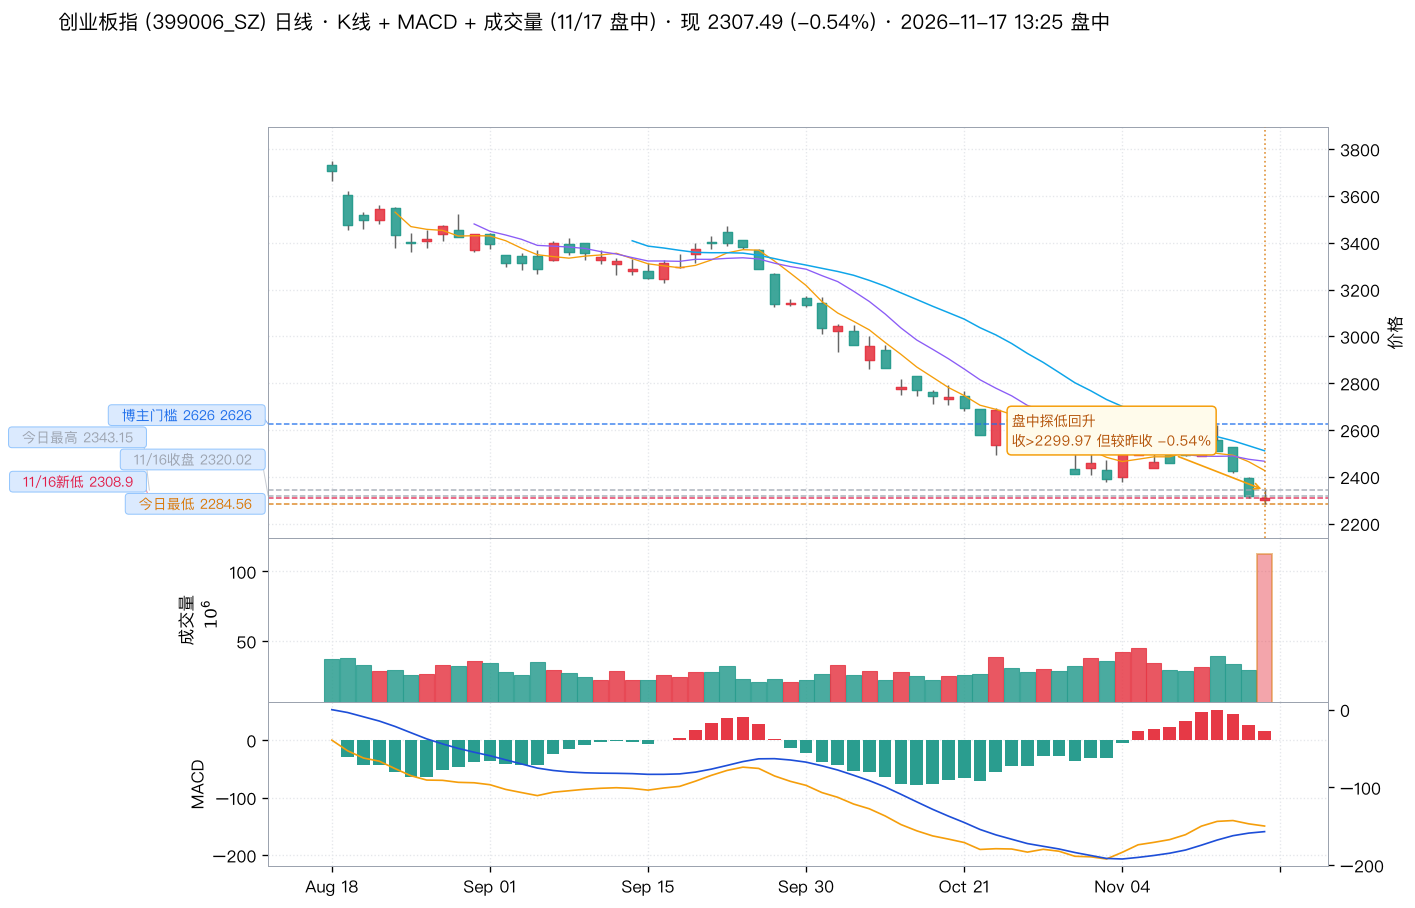 创业板指 (399006_SZ) 日线 · K线 + MACD + 成交量 (11/17 盘中) · 现 2307.49 (−0.54%) · 2026−11−17 13:25 盘中
3800
3600
3400
3200
3000
2800
2600
2400
2200
价格
博主门槛 2626 2626
今日最高 2343.15
11/16收盘 2320.02
11/16新低 2308.9
今日最低 2284.56
盘中探低回升
收>2299.97 但较昨收 −0.54%
100
50
成交量
10⁶
0
−100
−200
MACD
0
−100
−200
Aug 18
Sep 01
Sep 15
Sep 30
Oct 21
Nov 04